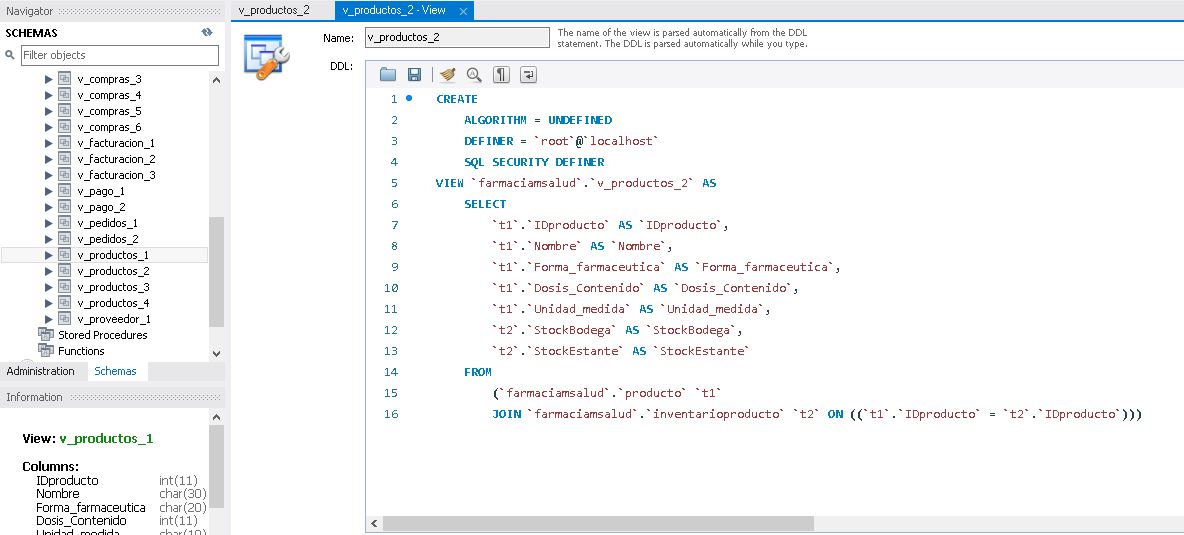 Navigator
SCHEMAS
Filter objects
v_compras_3
v_compras_4
v_compras_5
v_compras_6
v_facturacion_1
v_facturacion_2
v_facturacion_3
v_pago_1
v_pago_2
v_pedidos_1
v_pedidos_2
v_productos_1
v_productos_2
v_productos_3
v_productos_4
v_proveedor_1
Stored Procedures
Functions
Administration Schemas
Information
View: v_productos_1
Columns:
IDproducto int(11)
Nombre char(30)
Forma_farmaceutica char(20)
Dosis_Contenido int(11)
Unidad_medida char(10)
v_productos_2 v_productos_2 - View ×
Name: v_productos_2
The name of the view is parsed automatically from the DDL
statement. The DDL is parsed automatically while you type.
DDL:
1 CREATE
2 ALGORITHM = UNDEFINED
3 DEFINER = `root`@`localhost`
4 SQL SECURITY DEFINER
5 VIEW `farmaciamsalud`.`v_productos_2` AS
6 SELECT
7 `t1`.`IDproducto` AS `IDproducto`,
8 `t1`.`Nombre` AS `Nombre`,
9 `t1`.`Forma_farmaceutica` AS `Forma_farmaceutica`,
10 `t1`.`Dosis_Contenido` AS `Dosis_Contenido`,
11 `t1`.`Unidad_medida` AS `Unidad_medida`,
12 `t2`.`StockBodega` AS `StockBodega`,
13 `t2`.`StockEstante` AS `StockEstante`
14 FROM
15 (`farmaciamsalud`.`producto` `t1`
16 JOIN `farmaciamsalud`.`inventarioproducto` `t2` ON ((`t1`.`IDproducto` = `t2`.`IDproducto`)))